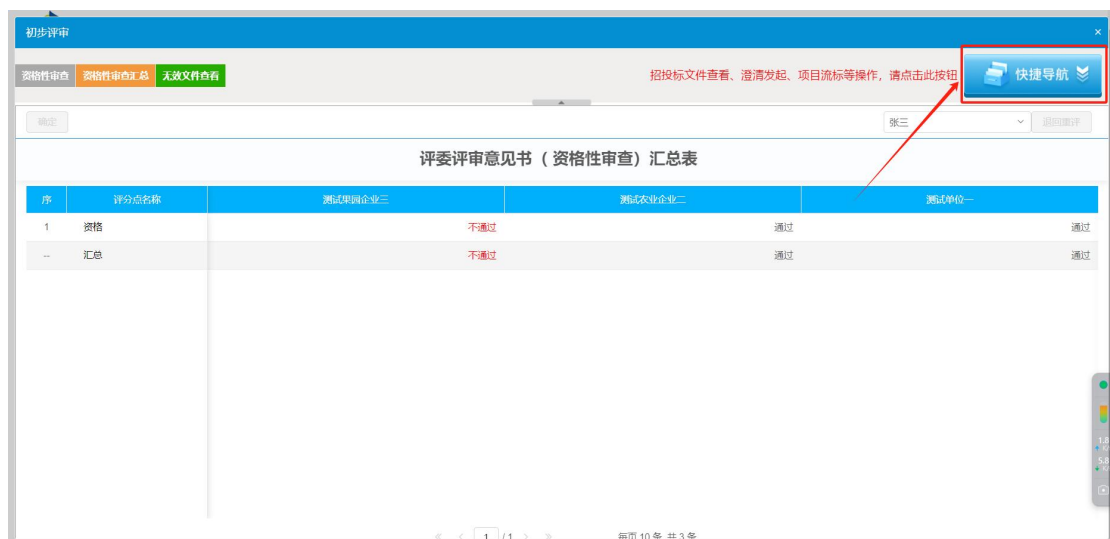 初步评审 ×
资格性审查 资格性审查汇总 无效文件查看 招投标文件查看、澄清发起、项目流标等操作，请点击此按钮 快捷导航
确定 张三 退回重评
评委评审意见书（资格性审查）汇总表
序 评分点名称 测试果园企业三 测试农业企业二 测试单位一
1 资格 不通过 通过 通过
-- 汇总 不通过 通过 通过
« < 1 /1 > » 每页 10 条 共 3 条